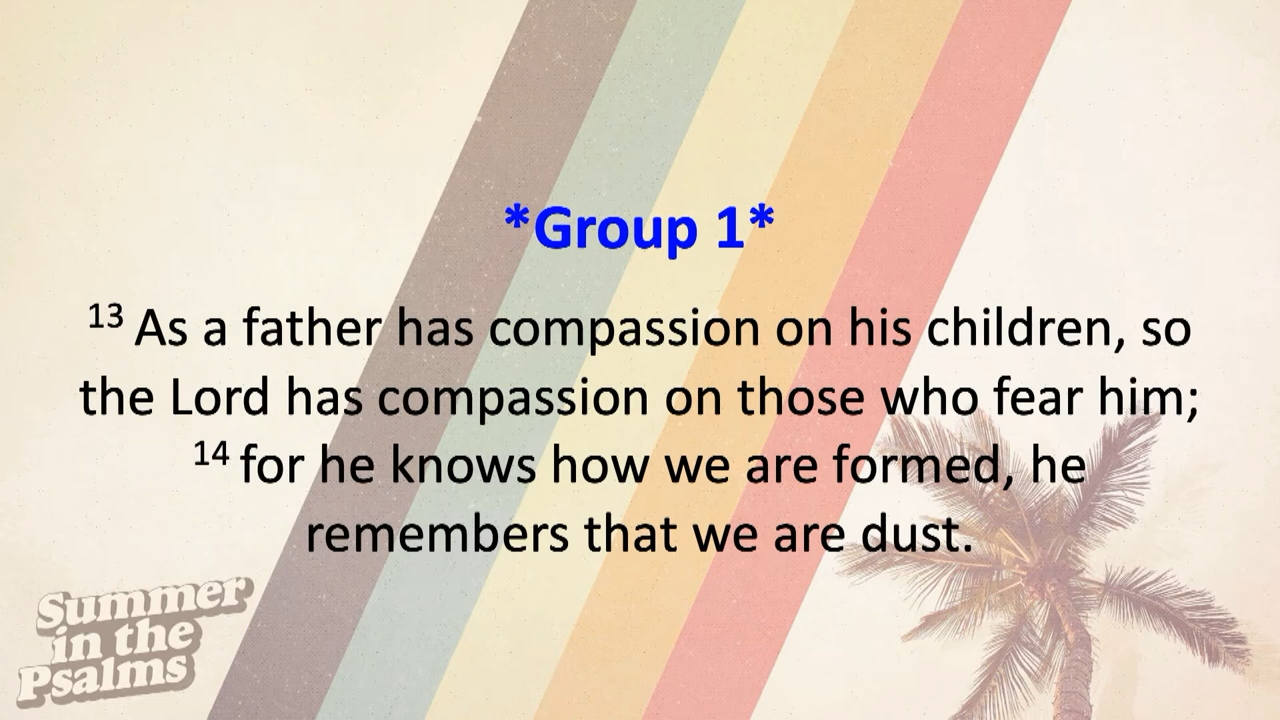 *Group 1*
13 As a father has compassion on his children, so
the Lord has compassion on those who fear him;
14 for he knows how we are formed, he
remembers that we are dust.
Summer
in the
Psalms